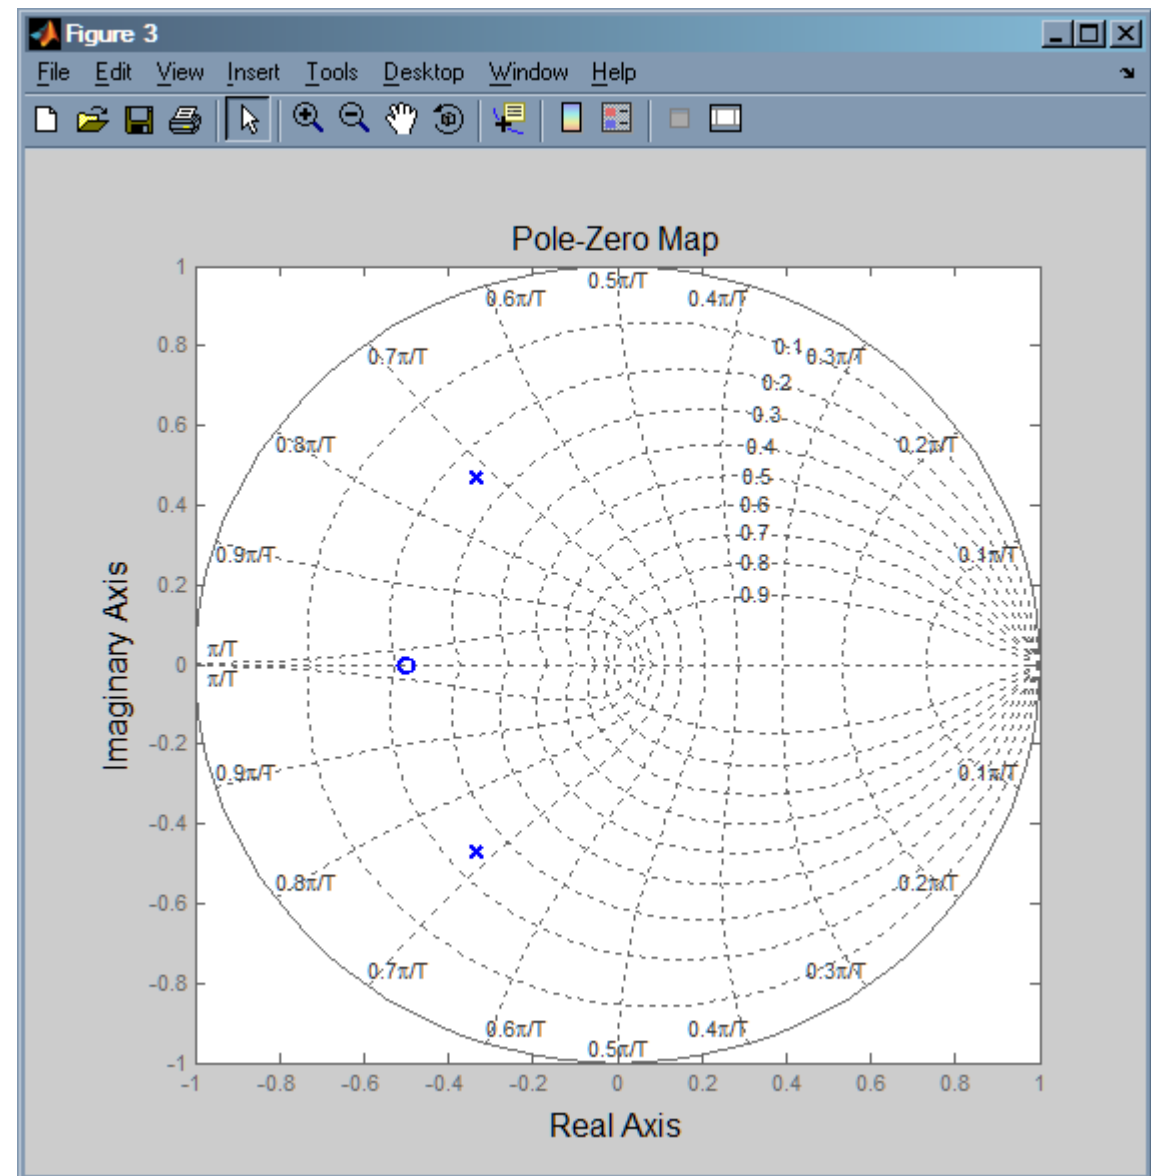 Figure 3
File Edit View Insert Tools Desktop Window Help
Pole-Zero Map
1
0.5π/T
0.6π/T 0.4π/T
0.8
0.7π/T 0.1 0.3π/T
0.2
0.6
0.3
0.8π/T 0.4 0.2π/T
0.5
0.4 0.6
0.7
0.9π/T 0.8 0.1π/T
0.2 0.9
π/T
0
π/T
-0.2
0.9π/T 0.1π/T
-0.4
0.8π/T 0.2π/T
-0.6
0.7π/T 0.3π/T
-0.8
0.6π/T 0.4π/T
0.5π/T
-1
-1 -0.8 -0.6 -0.4 -0.2 0 0.2 0.4 0.6 0.8 1
Real Axis
Imaginary Axis